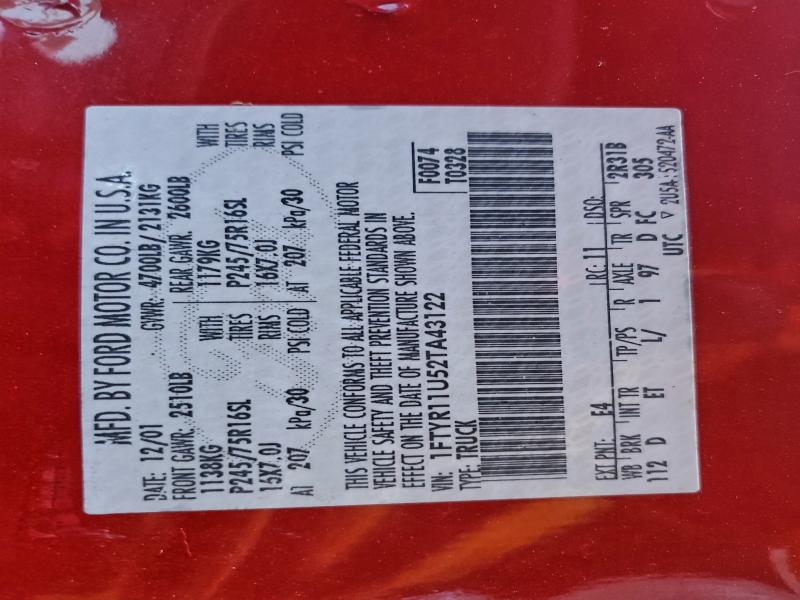 MFD. BY FORD MOTOR CO. IN U.S.A.
DATE: 12/01 GVWR: 4700LB/ 2131KG
FRONT GAWR: 2510LB REAR GAWR: 2600LB
1138KG WITH 1179KG WITH
P245/75R16SL TIRES P245/75R16SL TIRES
16X7.0J RIMS 16X7.0J RIMS
AT 207 kPa/30 PSI COLD AT 207 kPa/30 PSI COLD
THIS VEHICLE CONFORMS TO ALL APPLICABLE FEDERAL MOTOR
VEHICLE SAFETY AND THEFT PREVENTION STANDARDS IN
EFFECT ON THE DATE OF MANUFACTURE SHOWN ABOVE.
VIN: 1FTYR11U52TA43122 F0074
TYPE: TRUCK T0328
EXT PNT: E4 RC: 11 DSO:
WB BRK INT TR TP/PS R AXLE TR SPR 2R31B
112 D ET L/ 1 97 D FC 305
UTC ▽ 2U5A-S20472-AA